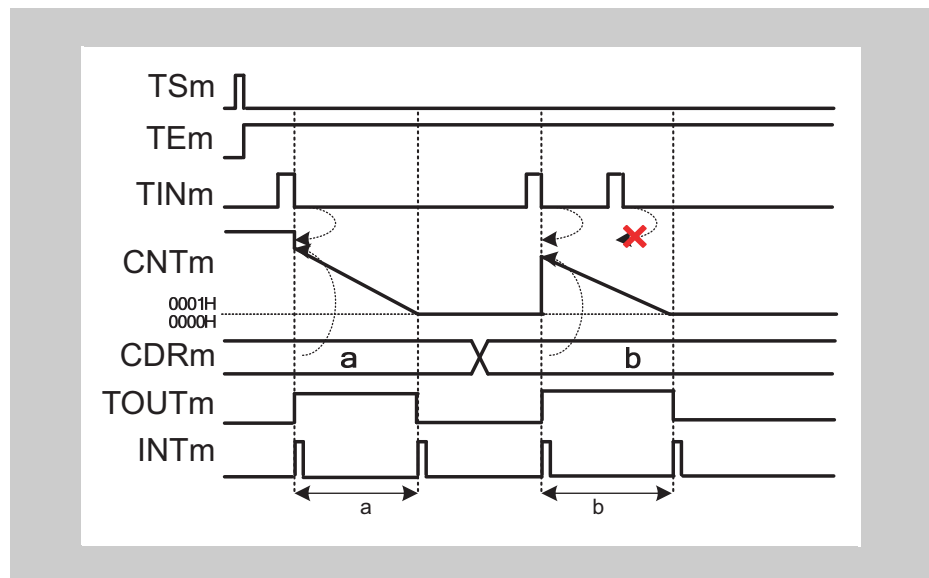 TSm
TEm
TINm
CNTm
0001H
0000H
CDRm a b
TOUTm
INTm
a b